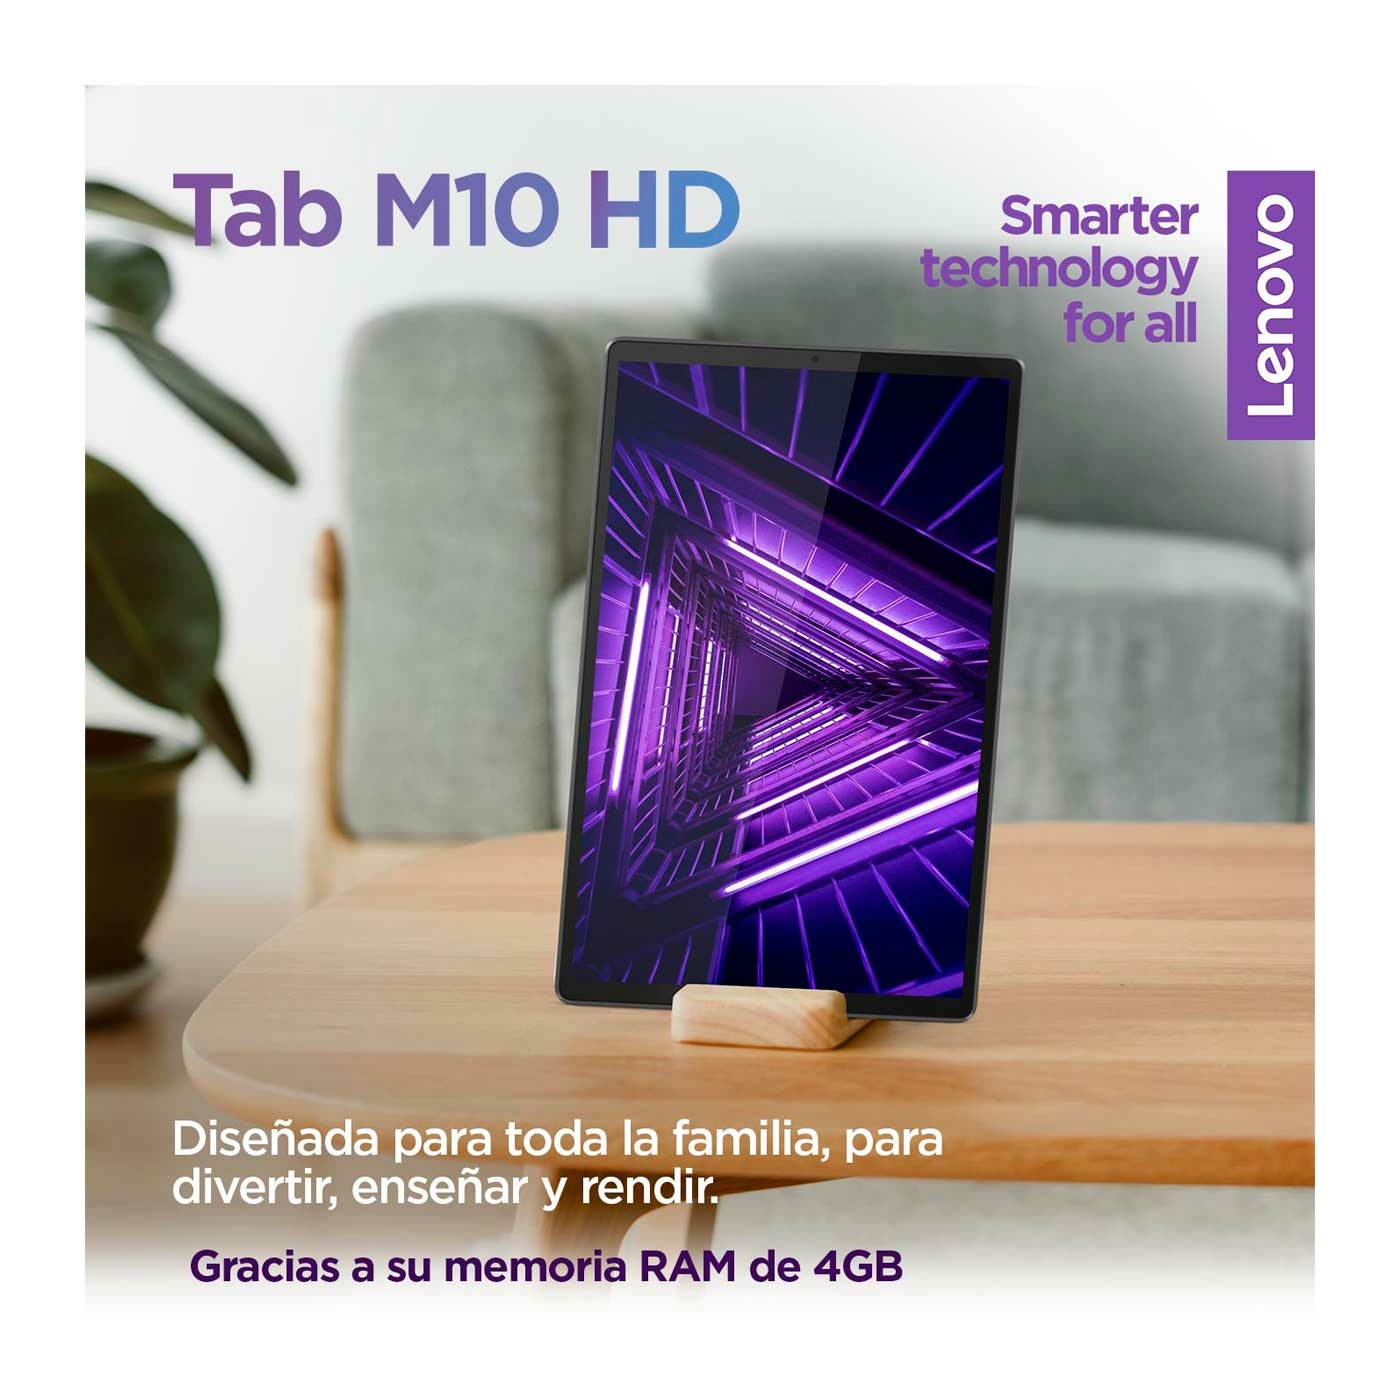 Tab M10 HD
Smarter
technology
for all
Lenovo
Diseñada para toda la familia, para
divertir, enseñar y rendir.
Gracias a su memoria RAM de 4GB